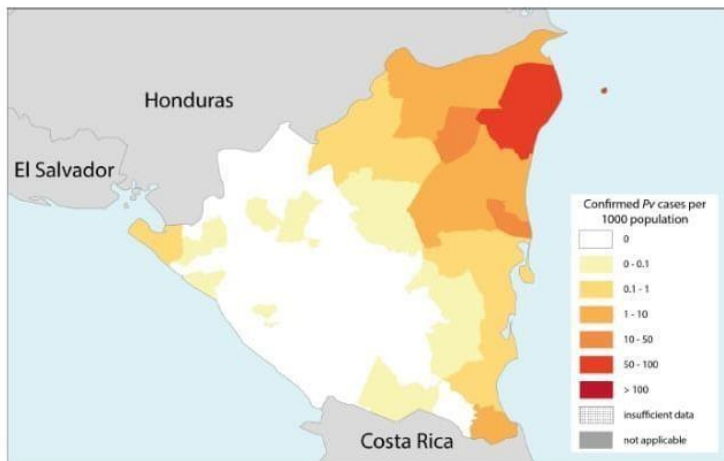 Honduras
El Salvador
Confirmed Pv cases per
1000 population
0
0 - 0.1
0.1 - 1
1 - 10
10 - 50
50 - 100
> 100
insufficient data
not applicable
Costa Rica